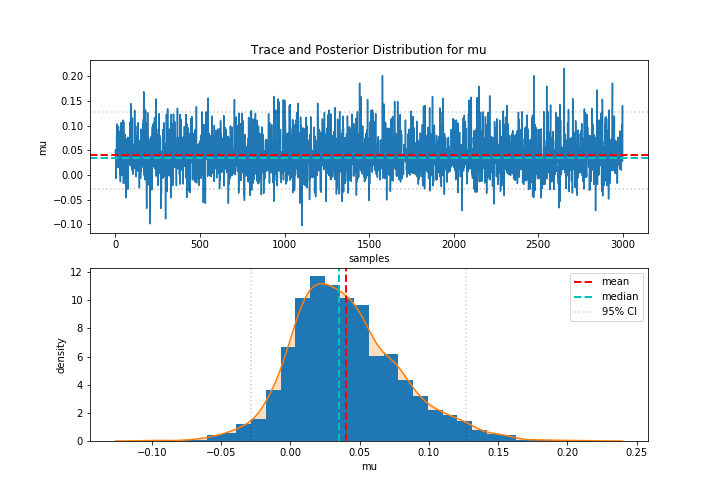 Trace and Posterior Distribution for mu
0.20
0.15
0.10
0.05
0.00
−0.05
−0.10
mu
0 500 1000 1500 2000 2500 3000
samples
12
10
8
6
4
2
0
density
mean
median
95% CI
−0.10 −0.05 0.00 0.05 0.10 0.15 0.20 0.25
mu